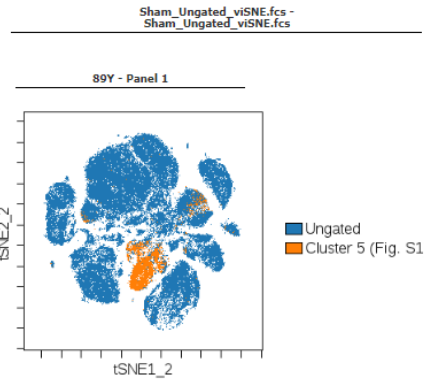 Sham_Ungated_viSNE.fcs -
Sham_Ungated_viSNE.fcs
89Y - Panel 1
tSNE2_2
Ungated
Cluster 5 (Fig. S1
tSNE1_2